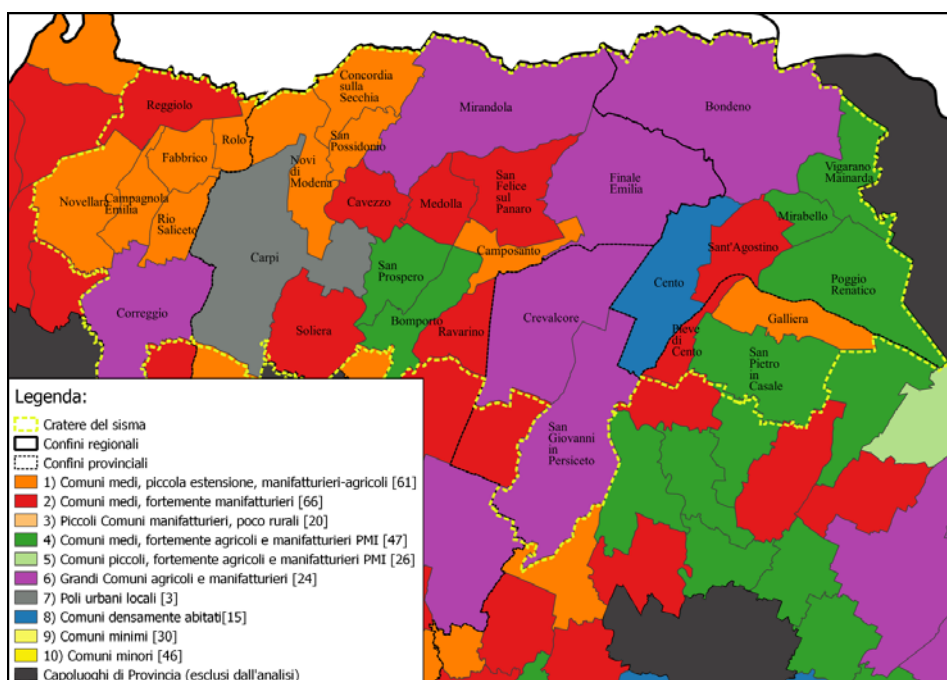 Concordia
sulla
Secchia
Reggiolo
Mirandola
Bondeno
Rolo
San
Possidonio
Fabbrico
Novi
di
Modena
San
Felice
sul
Panaro
Vigarano
Mainarda
Novellara
Campagnola
Emilia
Cavezzo
Medolla
Finale
Emilia
Rio
Saliceto
Mirabello
Camposanto
Sant'Agostino
Carpi
San
Prospero
Cento
Poggio
Renatico
Correggio
Crevalcore
Galliera
Soliera
Bomporto
Ravarino
Pieve
di
Cento
San
Pietro
in
Casale
San
Giovanni
in
Persiceto
Legenda:
Cratere del sisma
Confini regionali
Confini provinciali
1) Comuni medi, piccola estensione, manifatturieri-agricoli [61]
2) Comuni medi, fortemente manifatturieri [66]
3) Piccoli Comuni manifatturieri, poco rurali [20]
4) Comuni medi, fortemente agricoli e manifatturieri PMI [47]
5) Comuni piccoli, fortemente agricoli e manifatturieri PMI [26]
6) Grandi Comuni agricoli e manifatturieri [24]
7) Poli urbani locali [3]
8) Comuni densamente abitati[15]
9) Comuni minimi [30]
10) Comuni minori [46]
Capoluoghi di Provincia (esclusi dall'analisi)